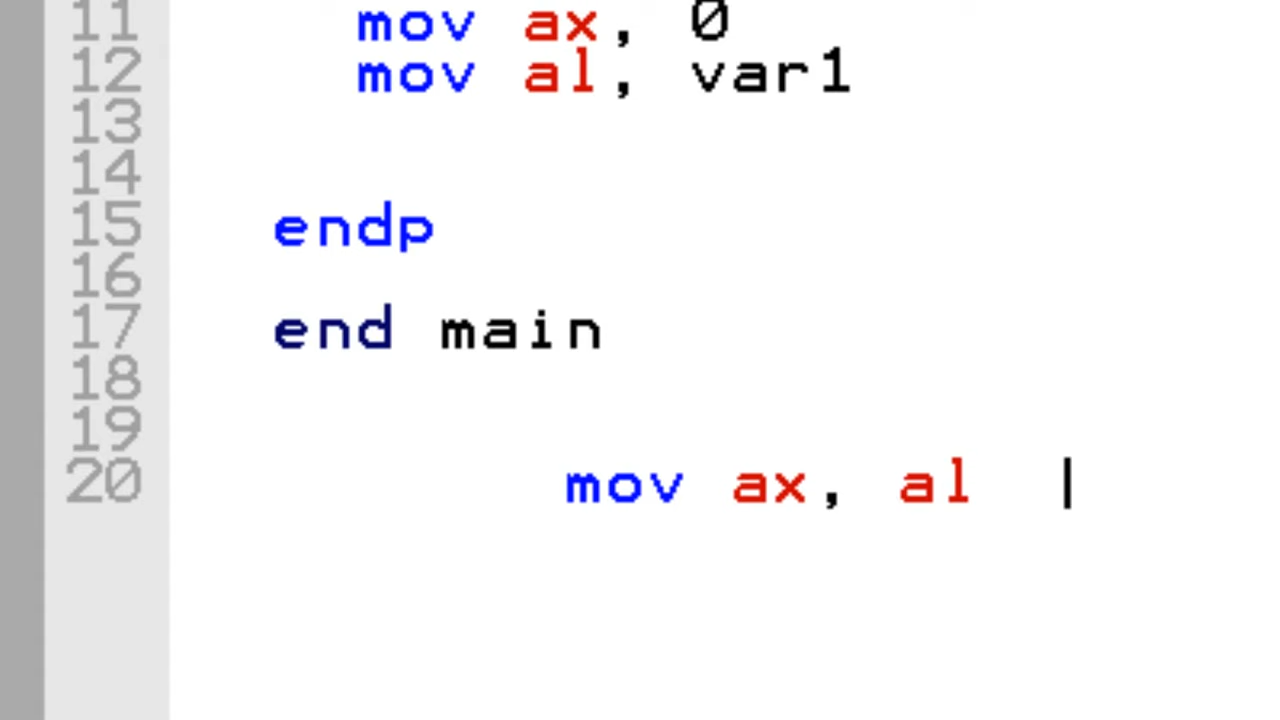 11 mov ax, 0
12 mov al, var1
13
14
15 endp
16
17 end main
18
19
20 mov ax, al